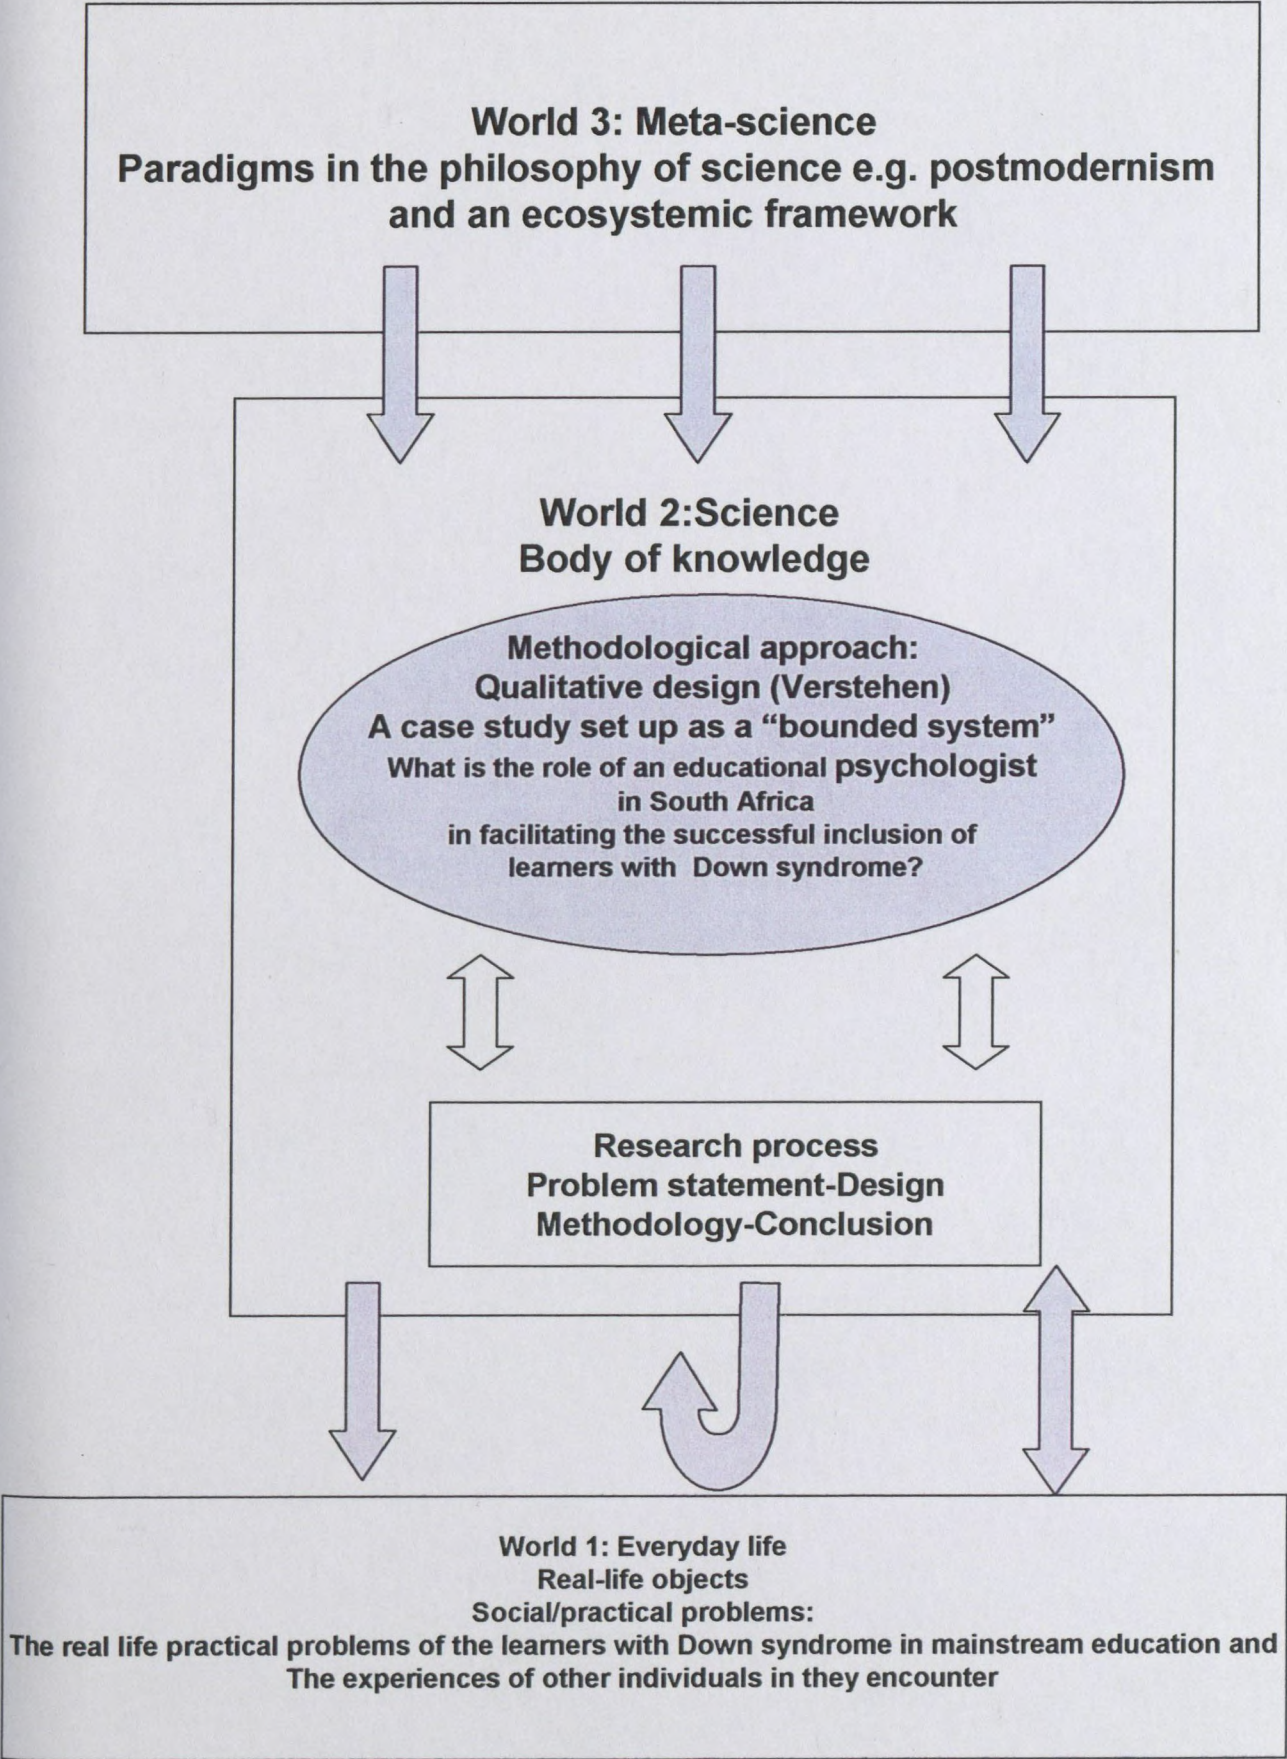 World 3: Meta-science
Paradigms in the philosophy of science e.g. postmodernism
and an ecosystemic framework
World 2:Science
Body of knowledge
Methodological approach:
Qualitative design (Verstehen)
A case study set up as a “bounded system”
What is the role of an educational psychologist
in South Africa
in facilitating the successful inclusion of
learners with Down syndrome?
Research process
Problem statement-Design
Methodology-Conclusion
World 1: Everyday life
Real-life objects
Social/practical problems:
The real life practical problems of the learners with Down syndrome in mainstream education and
The experiences of other individuals in they encounter